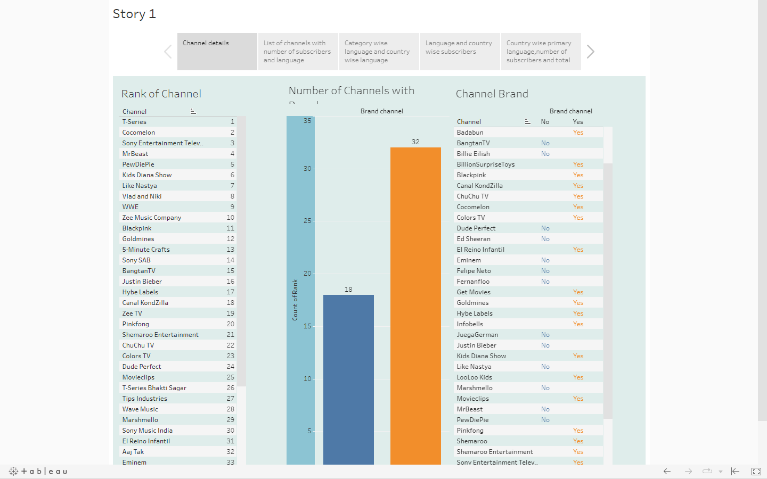 Story 1
Channel details
List of channels with
number of subscribers
and language
Category wise
language and country
wise language
Language and country
wise subscribers
Country wise primary
language,number of
subscribers and total
Rank of Channel
Channel
T-Series 1
Cocomelon 2
Sony Entertainment Telev.. 3
MrBeast 4
PewDiePie 5
Kids Diana Show 6
Like Nastya 7
Vlad and Niki 8
WWE 9
Zee Music Company 10
Blackpink 11
Goldmines 12
5-Minute Crafts 13
Sony SAB 14
BangtanTV 15
Justin Bieber 16
Hybe Labels 17
Canal KondZilla 18
Zee TV 19
Pinkfong 20
Shemaroo Entertainment 21
ChuChu TV 22
Colors TV 23
Dude Perfect 24
Movieclips 25
T-Series Bhakti Sagar 26
Tips Industries 27
Wave Music 28
Marshmello 29
Sony Music India 30
El Reino Infantil 31
Aaj Tak 32
Eminem 33
Number of Channels with
Brand channel
35
30
25
20
15
10
5
Count of Rank
18
32
Channel Brand
Brand channel
Channel No Yes
Badabun Yes
BangtanTV No
Billie Eilish No
BillionSurpriseToys Yes
Blackpink Yes
Canal KondZilla Yes
ChuChu TV Yes
Cocomelon Yes
Colors TV Yes
Dude Perfect No
Ed Sheeran No
El Reino Infantil Yes
Eminem No
Felipe Neto No
Fernanfloo No
Get Movies Yes
Goldmines Yes
Hybe Labels Yes
Infobells Yes
JuegaGerman No
Justin Bieber No
Kids Diana Show Yes
Like Nastya No
LooLoo Kids Yes
Marshmello No
Movieclips Yes
MrBeast No
PewDiePie No
Pinkfong Yes
Shemaroo Yes
Shemaroo Entertainment Yes
Sony Entertainment Telev.. Yes
+ableau